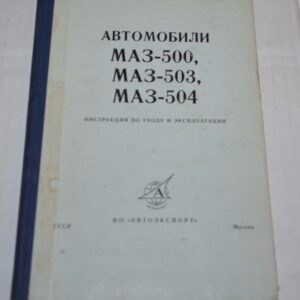 АВТОМОБИЛИ
МАЗ-500,
МАЗ-503,
МАЗ-504
ИНСТРУКЦИЯ ПО УХОДУ И ЭКСПЛУАТАЦИИ
А
В/О «АВТОЭКСПОРТ»
СССР Москва